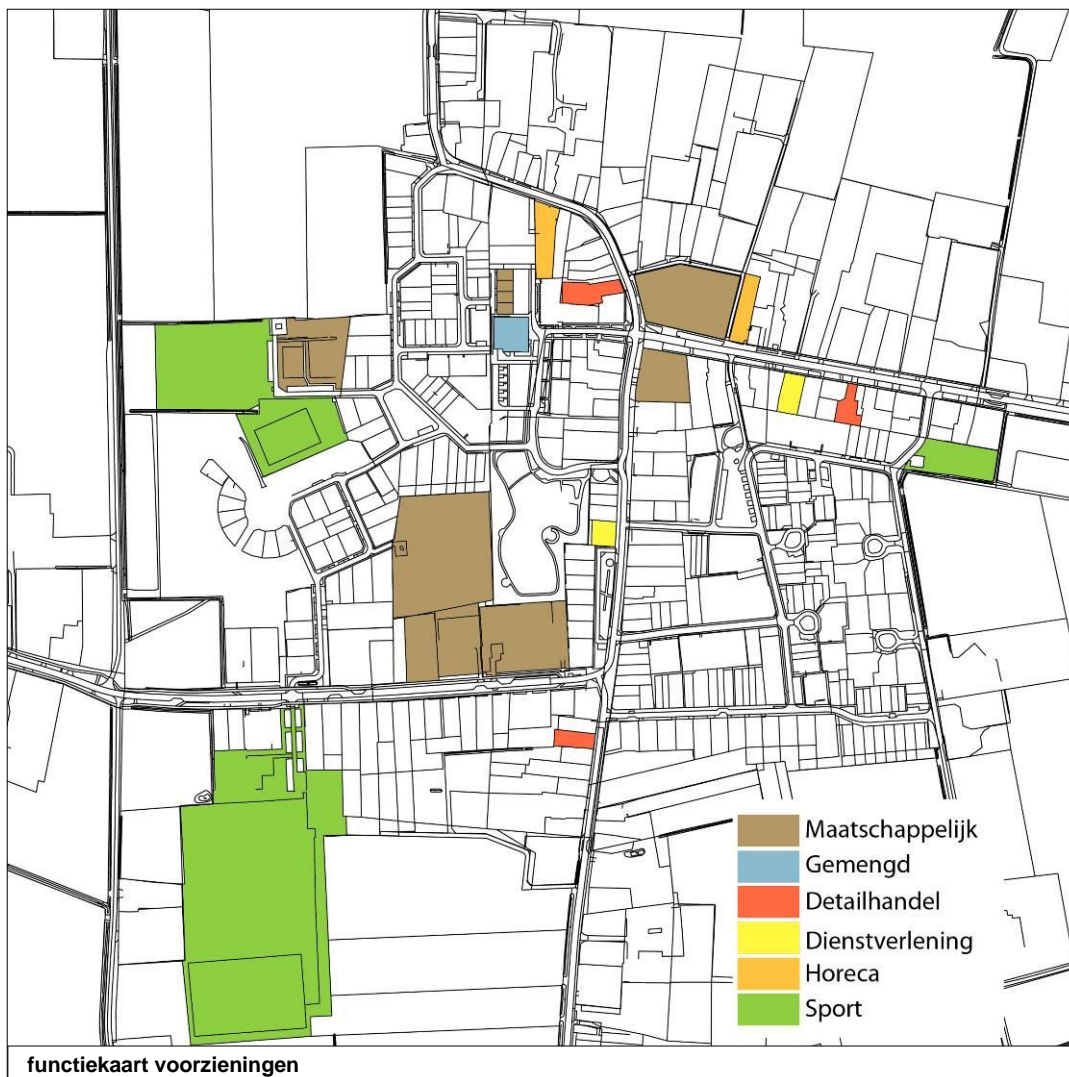 Maatschappelijk
Gemengd
Detailhandel
Dienstverlening
Horeca
Sport
functiekaart voorzieningen